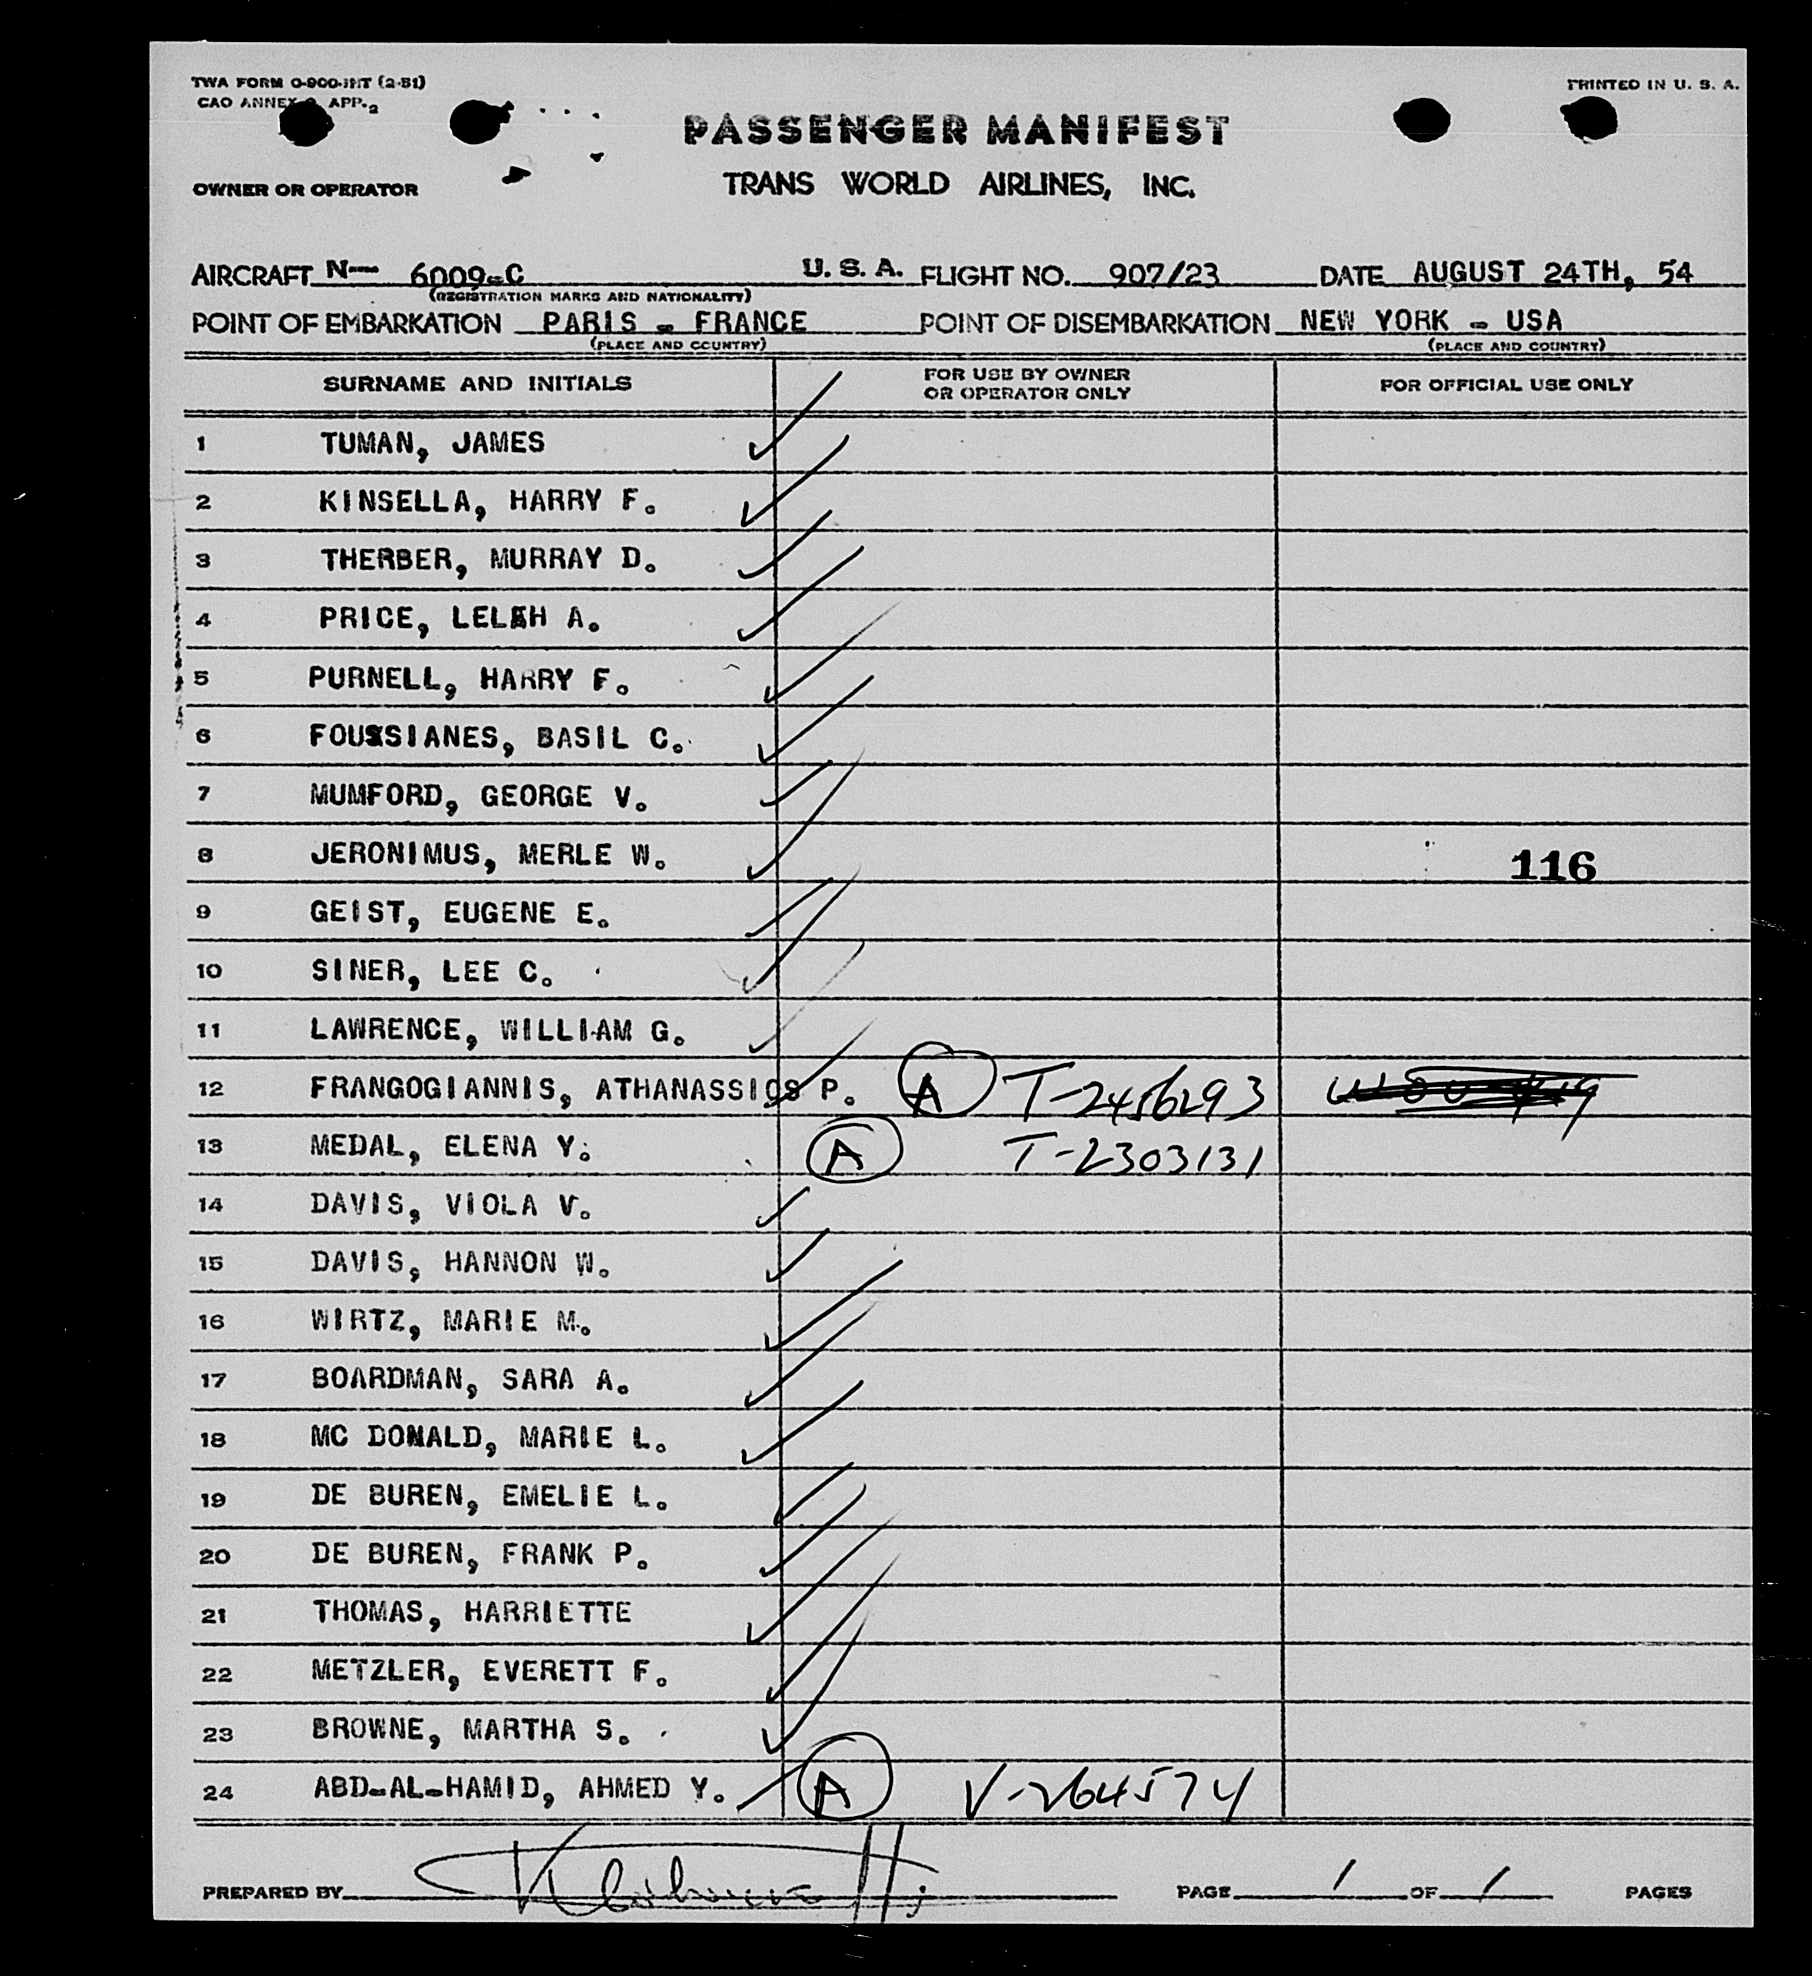 TWA FORM O-900-INT (2-51)
CAO ANNEX 9, APP. 2
PRINTED IN U. S. A.
PASSENGER MANIFEST
OWNER OR OPERATOR
TRANS WORLD AIRLINES, INC.
AIRCRAFT N— 6009-C U. S. A. FLIGHT NO. 907/23 DATE AUGUST 24TH, 54
(REGISTRATION MARKS AND NATIONALITY)
POINT OF EMBARKATION PARIS - FRANCE POINT OF DISEMBARKATION NEW YORK - USA
(PLACE AND COUNTRY) (PLACE AND COUNTRY)
SURNAME AND INITIALS FOR USE BY OWNER OR OPERATOR ONLY FOR OFFICIAL USE ONLY
1 TUMAN, JAMES
2 KINSELLA, HARRY F.
3 THERBER, MURRAY D.
4 PRICE, LELAH A.
5 PURNELL, HARRY F.
6 FOUSSIANES, BASIL C.
7 MUMFORD, GEORGE V.
8 JERONIMUS, MERLE W. 116
9 GEIST, EUGENE E.
10 SINER, LEE C.
11 LAWRENCE, WILLIAM G.
12 FRANGOGIANNIS, ATHANASSIOS P. A T-2456293
13 MEDAL, ELENA Y. A T-2303131
14 DAVIS, VIOLA V.
15 DAVIS, HANNON W.
16 WIRTZ, MARIE M.
17 BOARDMAN, SARA A.
18 MC DONALD, MARIE L.
19 DE BUREN, EMELIE L.
20 DE BUREN, FRANK P.
21 THOMAS, HARRIETTE
22 METZLER, EVERETT F.
23 BROWNE, MARTHA S.
24 ABD-AL-HAMID, AHMED Y. A V-264574
PREPARED BY PAGE 1 OF 1 PAGES